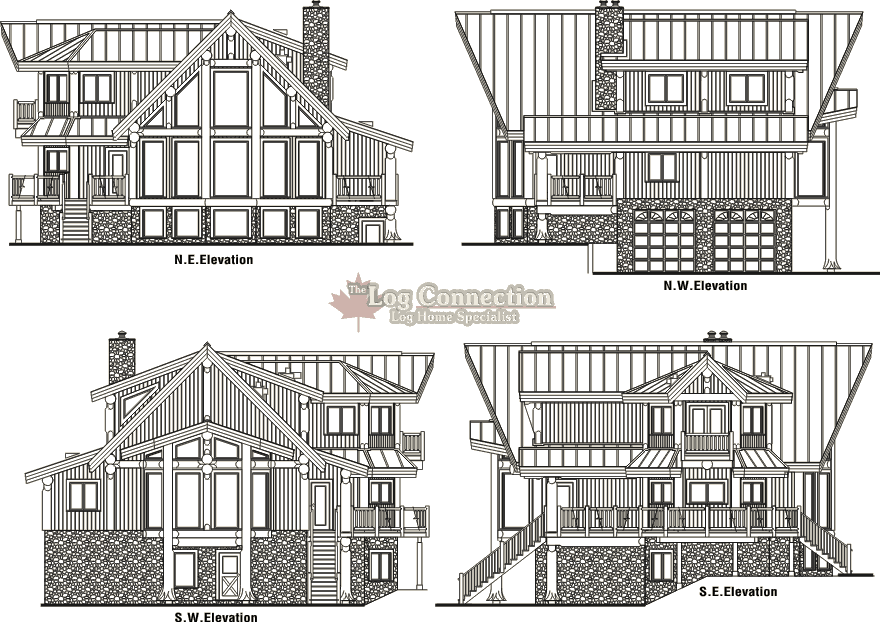 N.E.Elevation
N.W.Elevation
The Log Connection
Log Home Specialist
S.W.Elevation
S.E.Elevation